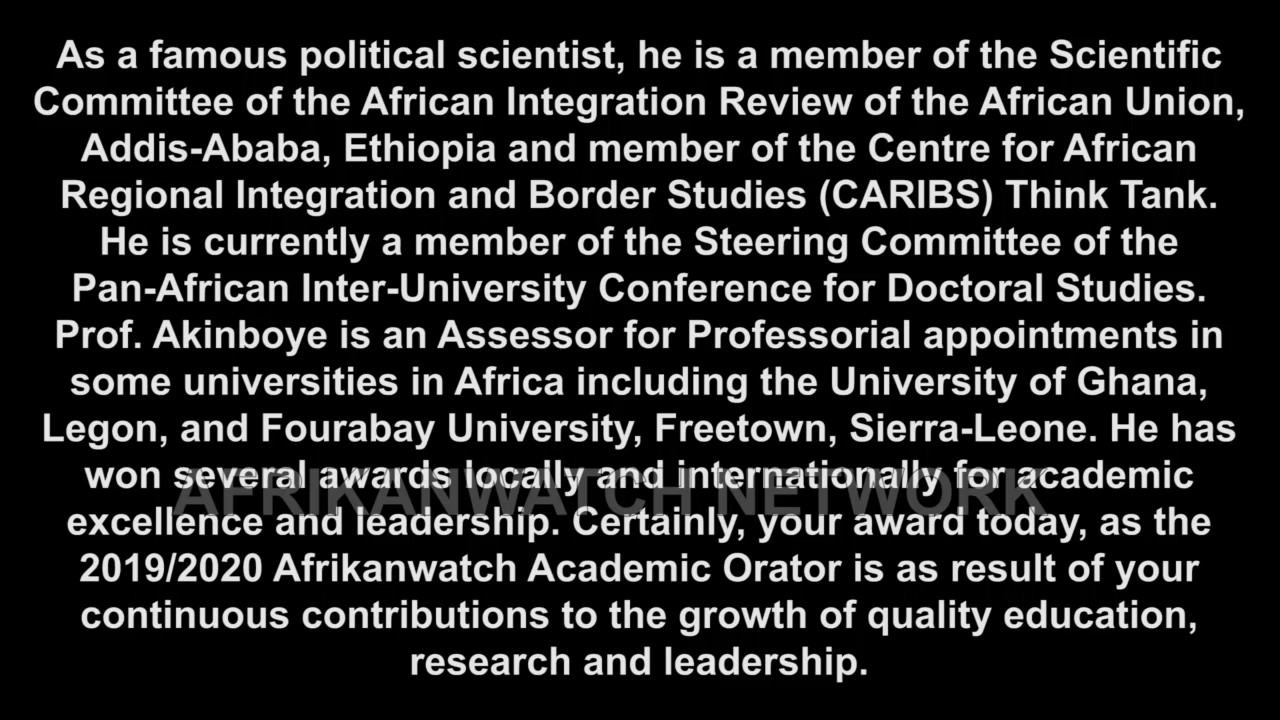 As a famous political scientist, he is a member of the Scientific
Committee of the African Integration Review of the African Union,
Addis-Ababa, Ethiopia and member of the Centre for African
Regional Integration and Border Studies (CARIBS) Think Tank.
He is currently a member of the Steering Committee of the
Pan-African Inter-University Conference for Doctoral Studies.
Prof. Akinboye is an Assessor for Professorial appointments in
some universities in Africa including the University of Ghana,
Legon, and Fourabay University, Freetown, Sierra-Leone. He has
won several awards locally and internationally for academic
AFRIKANWATCH NETWORK
excellence and leadership. Certainly, your award today, as the
2019/2020 Afrikanwatch Academic Orator is as result of your
continuous contributions to the growth of quality education,
research and leadership.